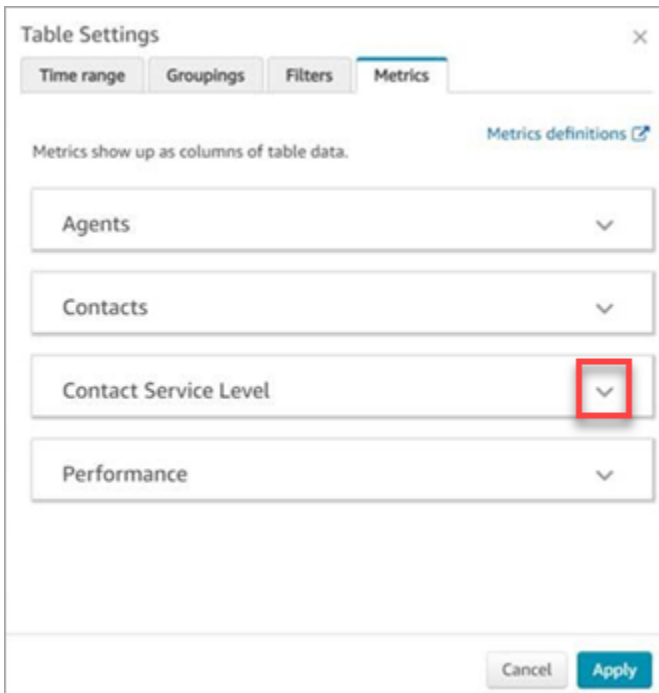 Table Settings
Time range Groupings Filters Metrics
Metrics definitions
Metrics show up as columns of table data.
Agents
Contacts
Contact Service Level
Performance
Cancel Apply